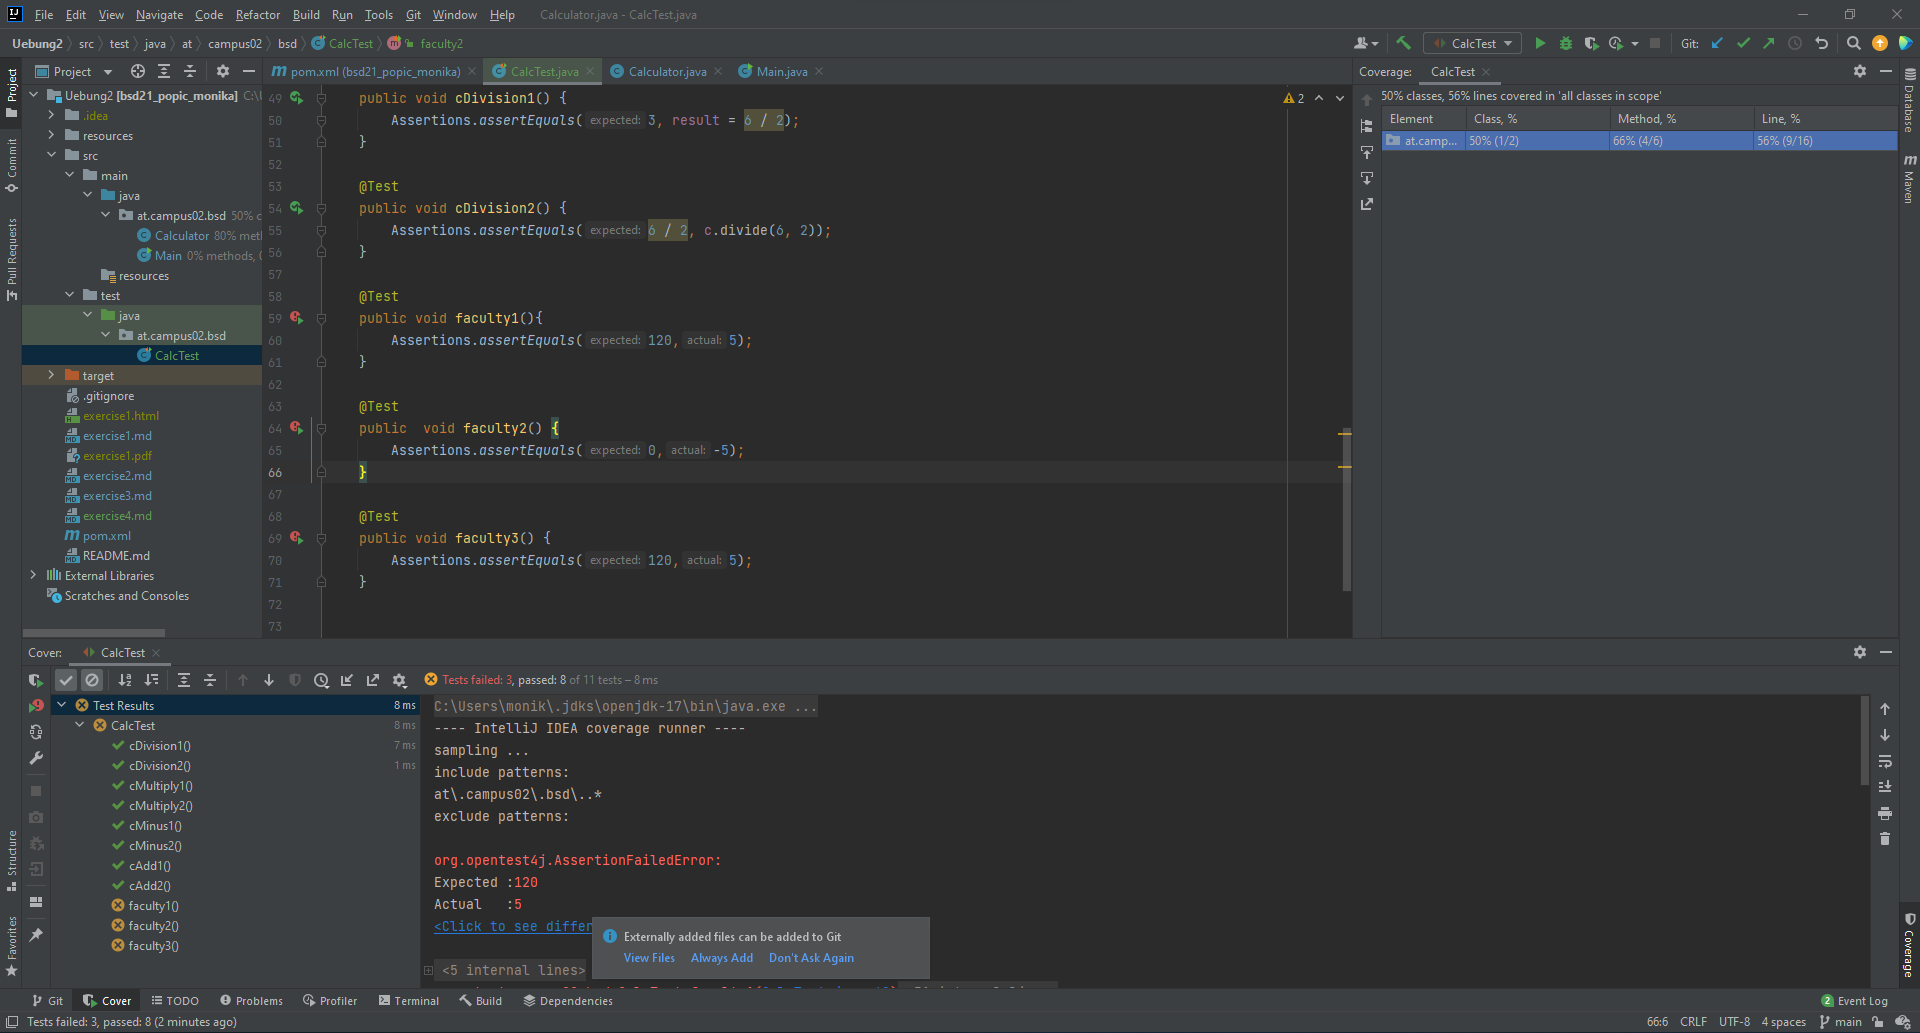 File Edit View Navigate Code Refactor Build Run Tools Git Window Help Calculator.java - CalcTest.java
Uebung2 src test java at campus02 bsd CalcTest faculty2
CalcTest Git:
Project
pom.xml (bsd21_popic_monika) CalcTest.java Calculator.java Main.java
Coverage: CalcTest
Project
Commit
Pull Requests
Structure
Favorites
Uebung2 [bsd21_popic_monika] C:\U
.idea
resources
src
main
java
at.campus02.bsd 50% c
Calculator 80% met
Main 0% methods,
resources
test
java
at.campus02.bsd
CalcTest
target
.gitignore
exercise1.html
exercise1.md
exercise1.pdf
exercise2.md
exercise3.md
exercise4.md
pom.xml
README.md
External Libraries
Scratches and Consoles
2
49 public void cDivision1() {
50 Assertions.assertEquals( expected: 3, result = 6 / 2);
51 }
52
53 @Test
54 public void cDivision2() {
55 Assertions.assertEquals( expected: 6 / 2, c.divide(6, 2));
56 }
57
58 @Test
59 public void faculty1(){
60 Assertions.assertEquals( expected: 120, actual: 5);
61 }
62
63 @Test
64 public  void faculty2() {
65 Assertions.assertEquals( expected: 0, actual: -5);
66 }
67
68 @Test
69 public void faculty3() {
70 Assertions.assertEquals( expected: 120, actual: 5);
71 }
72
73
50% classes, 56% lines covered in 'all classes in scope'
Element Class, % Method, % Line, %
at.camp... 50% (1/2) 66% (4/6) 56% (9/16)
Database
Maven
Coverage
Cover: CalcTest
Tests failed: 3, passed: 8 of 11 tests – 8 ms
Test Results 8 ms
CalcTest 8 ms
cDivision1() 7 ms
cDivision2() 1 ms
cMultiply1()
cMultiply2()
cMinus1()
cMinus2()
cAdd1()
cAdd2()
faculty1()
faculty2()
faculty3()
C:\Users\monik\.jdks\openjdk-17\bin\java.exe ...
---- IntelliJ IDEA coverage runner ----
sampling ...
include patterns:
at\.campus02\.bsd\..*
exclude patterns:
org.opentest4j.AssertionFailedError:
Expected :120
Actual   :5
<Click to see differ
<5 internal lines>
Externally added files can be added to Git
View Files Always Add Don't Ask Again
Git Cover TODO Problems Profiler Terminal Build Dependencies 2 Event Log
Tests failed: 3, passed: 8 (2 minutes ago) 66:6 CRLF UTF-8 4 spaces main